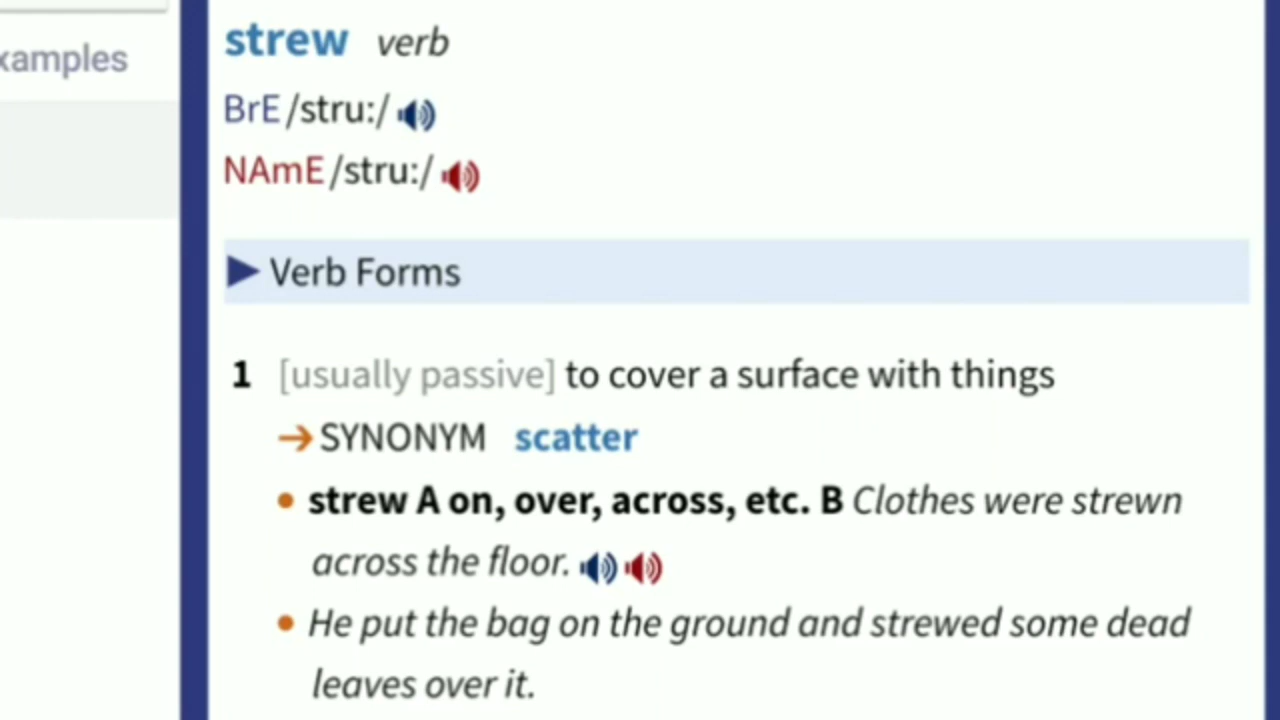 xamples
strew verb
BrE /stru:/
NAmE /stru:/
Verb Forms
1 [usually passive] to cover a surface with things
SYNONYM scatter
strew A on, over, across, etc. B Clothes were strewn
across the floor.
He put the bag on the ground and strewed some dead
leaves over it.